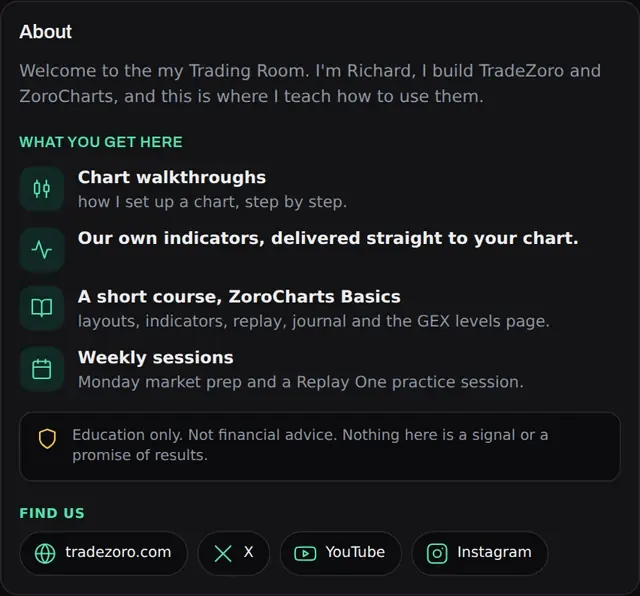 About
Welcome to the my Trading Room. I'm Richard, I build TradeZoro and
ZoroCharts, and this is where I teach how to use them.
WHAT YOU GET HERE
Chart walkthroughs
how I set up a chart, step by step.
Our own indicators, delivered straight to your chart.
A short course, ZoroCharts Basics
layouts, indicators, replay, journal and the GEX levels page.
Weekly sessions
Monday market prep and a Replay One practice session.
Education only. Not financial advice. Nothing here is a signal or a
promise of results.
FIND US
tradezoro.com
X
YouTube
Instagram